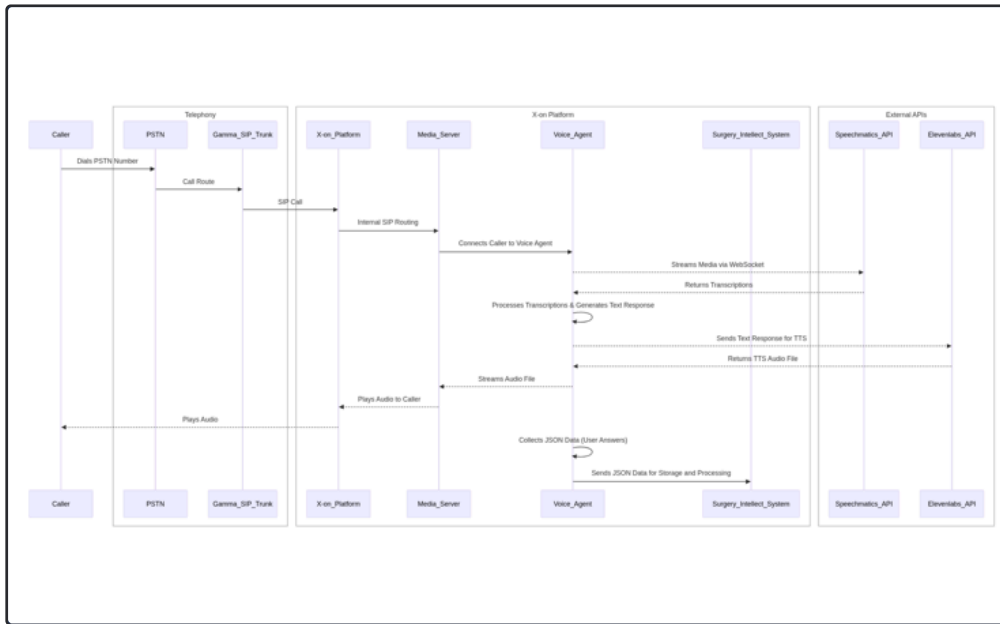 Telephony
X-on Platform
External APIs
Caller
PSTN
Gamma_SIP_Trunk
X-on_Platform
Media_Server
Voice_Agent
Surgery_Intellect_System
Speechmatics_API
Elevenlabs_API
Dials PSTN Number
Call Route
SIP Call
Internal SIP Routing
Connects Caller to Voice Agent
Streams Media via WebSocket
Returns Transcriptions
Processes Transcriptions & Generates Text Response
Sends Text Response for TTS
Returns TTS Audio File
Streams Audio File
Plays Audio to Caller
Plays Audio
Collects JSON Data (User Answers)
Sends JSON Data for Storage and Processing
Caller
PSTN
Gamma_SIP_Trunk
X-on_Platform
Media_Server
Voice_Agent
Surgery_Intellect_System
Speechmatics_API
Elevenlabs_API